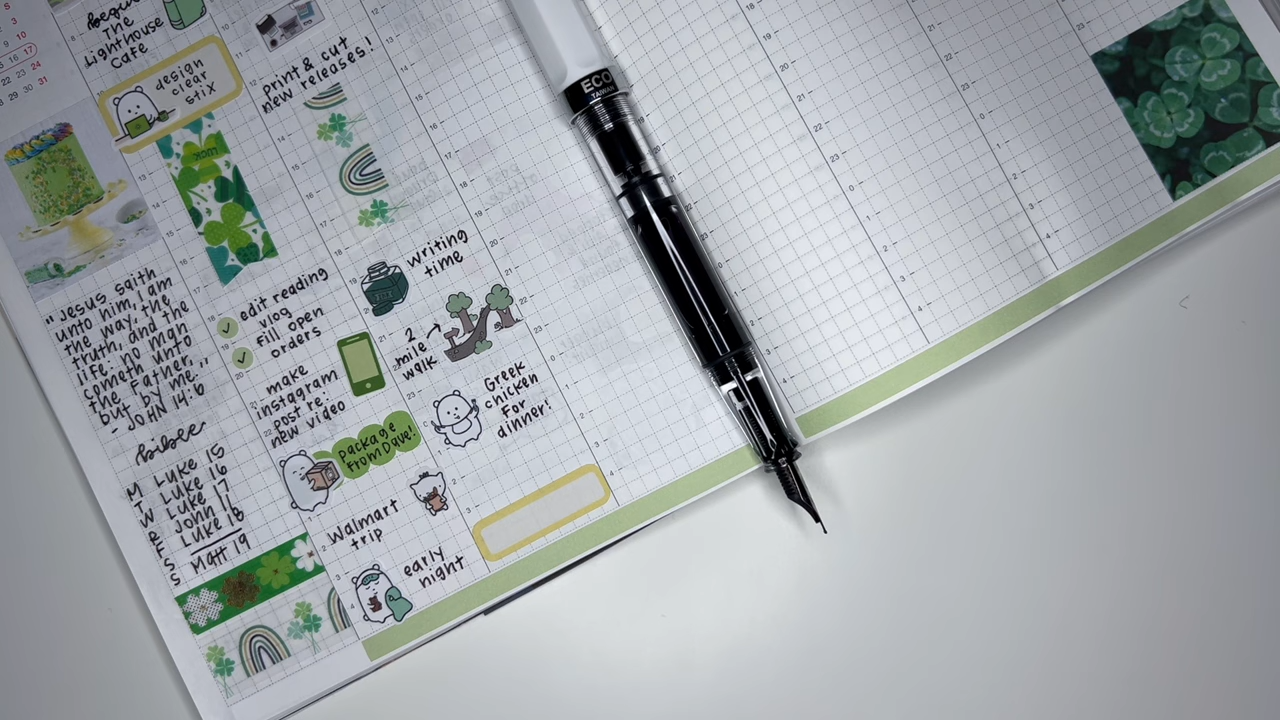 begin
The
Lighthouse
Cafe
design
clear
stix
LUCK
edit reading
vlog
fill open
orders
make
instagram
post re:
new video
package
from Dave!
Walmart
trip
early
night
print & cut
new releases!
writing
time
2
mile
walk
Greek
chicken
For
dinner!
"Jesus saith
unto him, I am
the way, the
truth, and the
life: no man
cometh unto
the Father,
but by me."
- JOHN 14:6
bible
M LUKE 15
T LUKE 16
W LUKE 17
R John 11
F LUKE 18
S
S MATT 19
ECO
TAIWAN